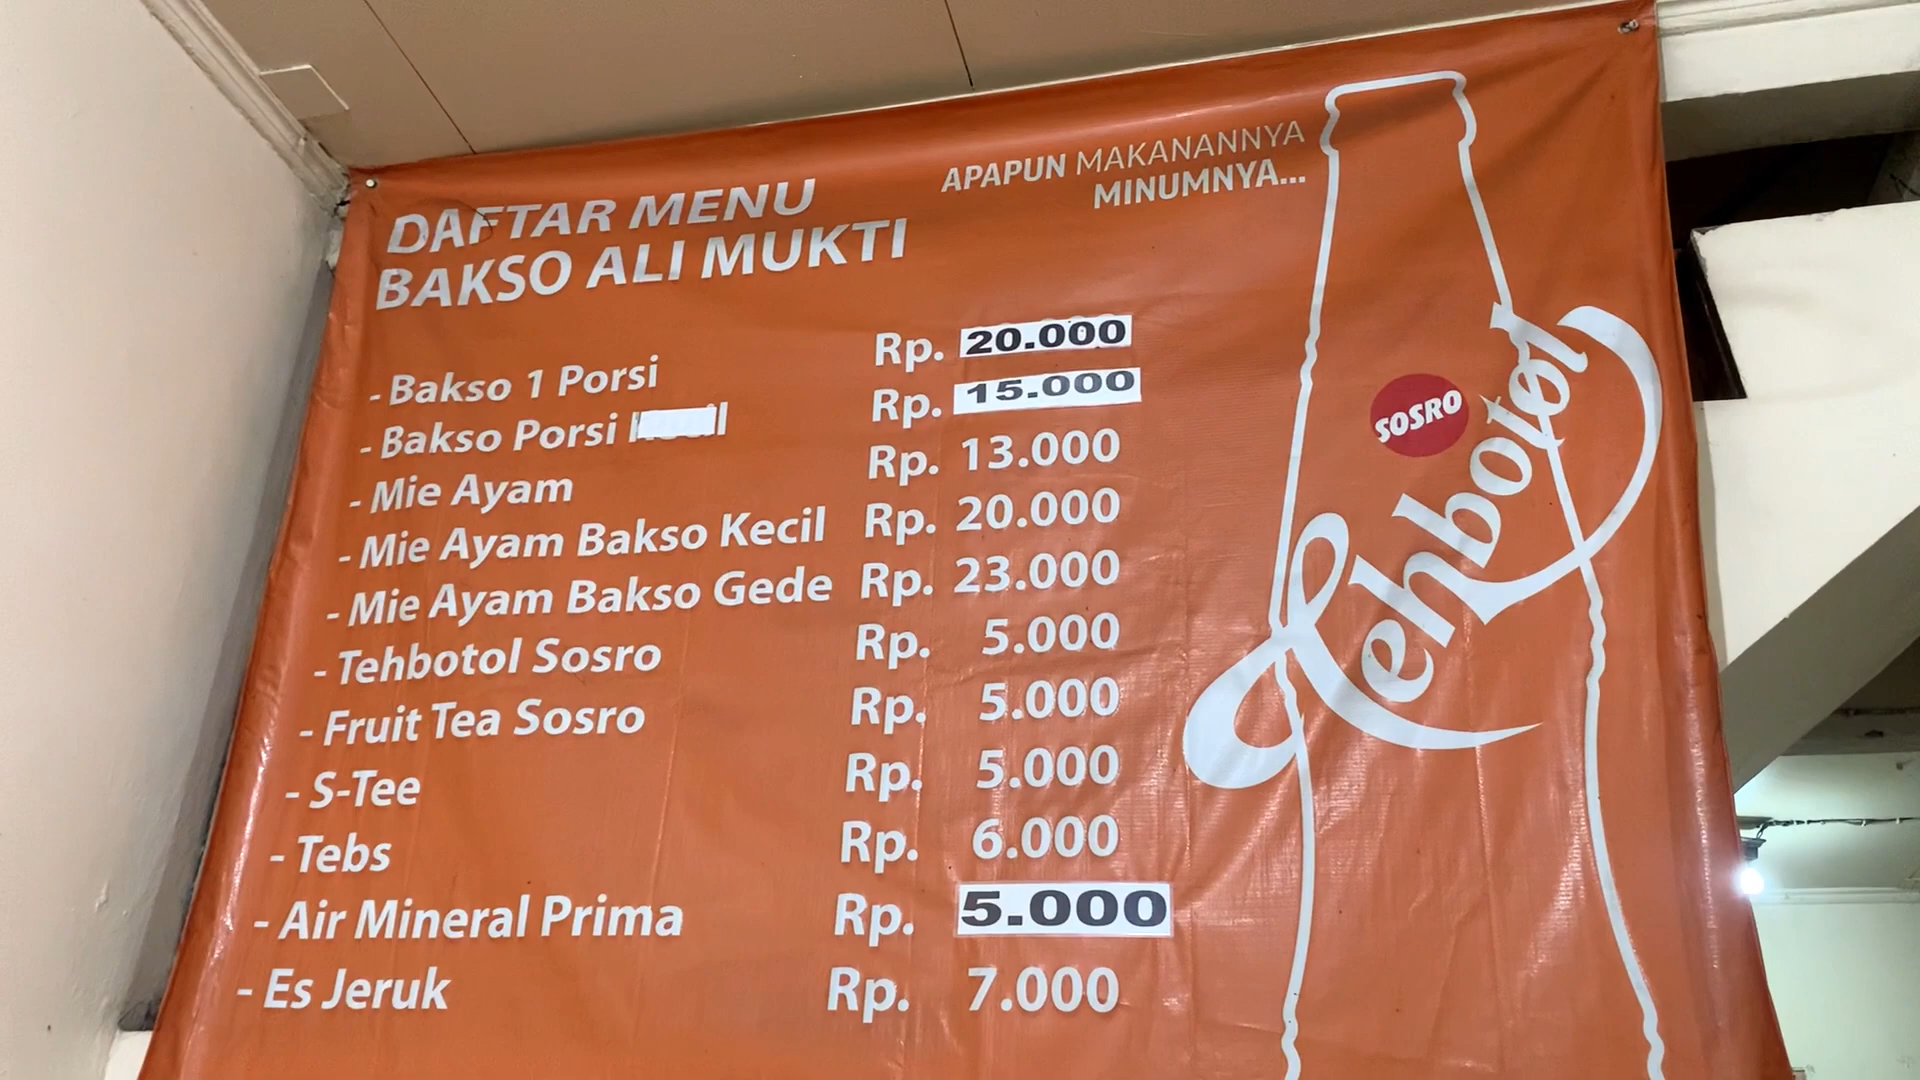 APAPUN MAKANANNYA
MINUMNYA...
DAFTAR MENU
BAKSO ALI MUKTI
- Bakso 1 Porsi Rp. 20.000
- Bakso Porsi Rp. 15.000
- Mie Ayam Rp. 13.000
- Mie Ayam Bakso Kecil Rp. 20.000
- Mie Ayam Bakso Gede Rp. 23.000
- Tehbotol Sosro Rp. 5.000
- Fruit Tea Sosro Rp. 5.000
- S-Tee Rp. 5.000
- Tebs Rp. 6.000
- Air Mineral Prima Rp. 5.000
- Es Jeruk Rp. 7.000
SOSRO
Tehbotol